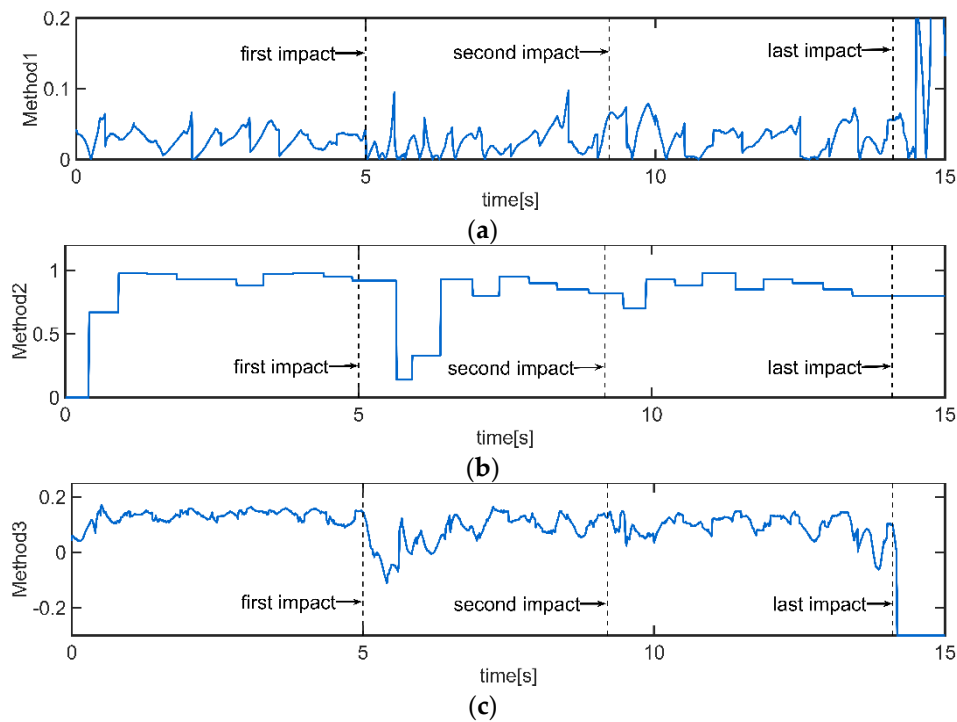 (a)
0.2
first impact
second impact
last impact
0.1
Method1
0
0
5
10
15
time[s]
(a)
1
Method2
0.5
first impact
second impact
last impact
0
0
5
10
15
time[s]
(b)
0.2
Method3
0
-0.2
first impact
second impact
last impact
0
5
10
15
time[s]
(c)